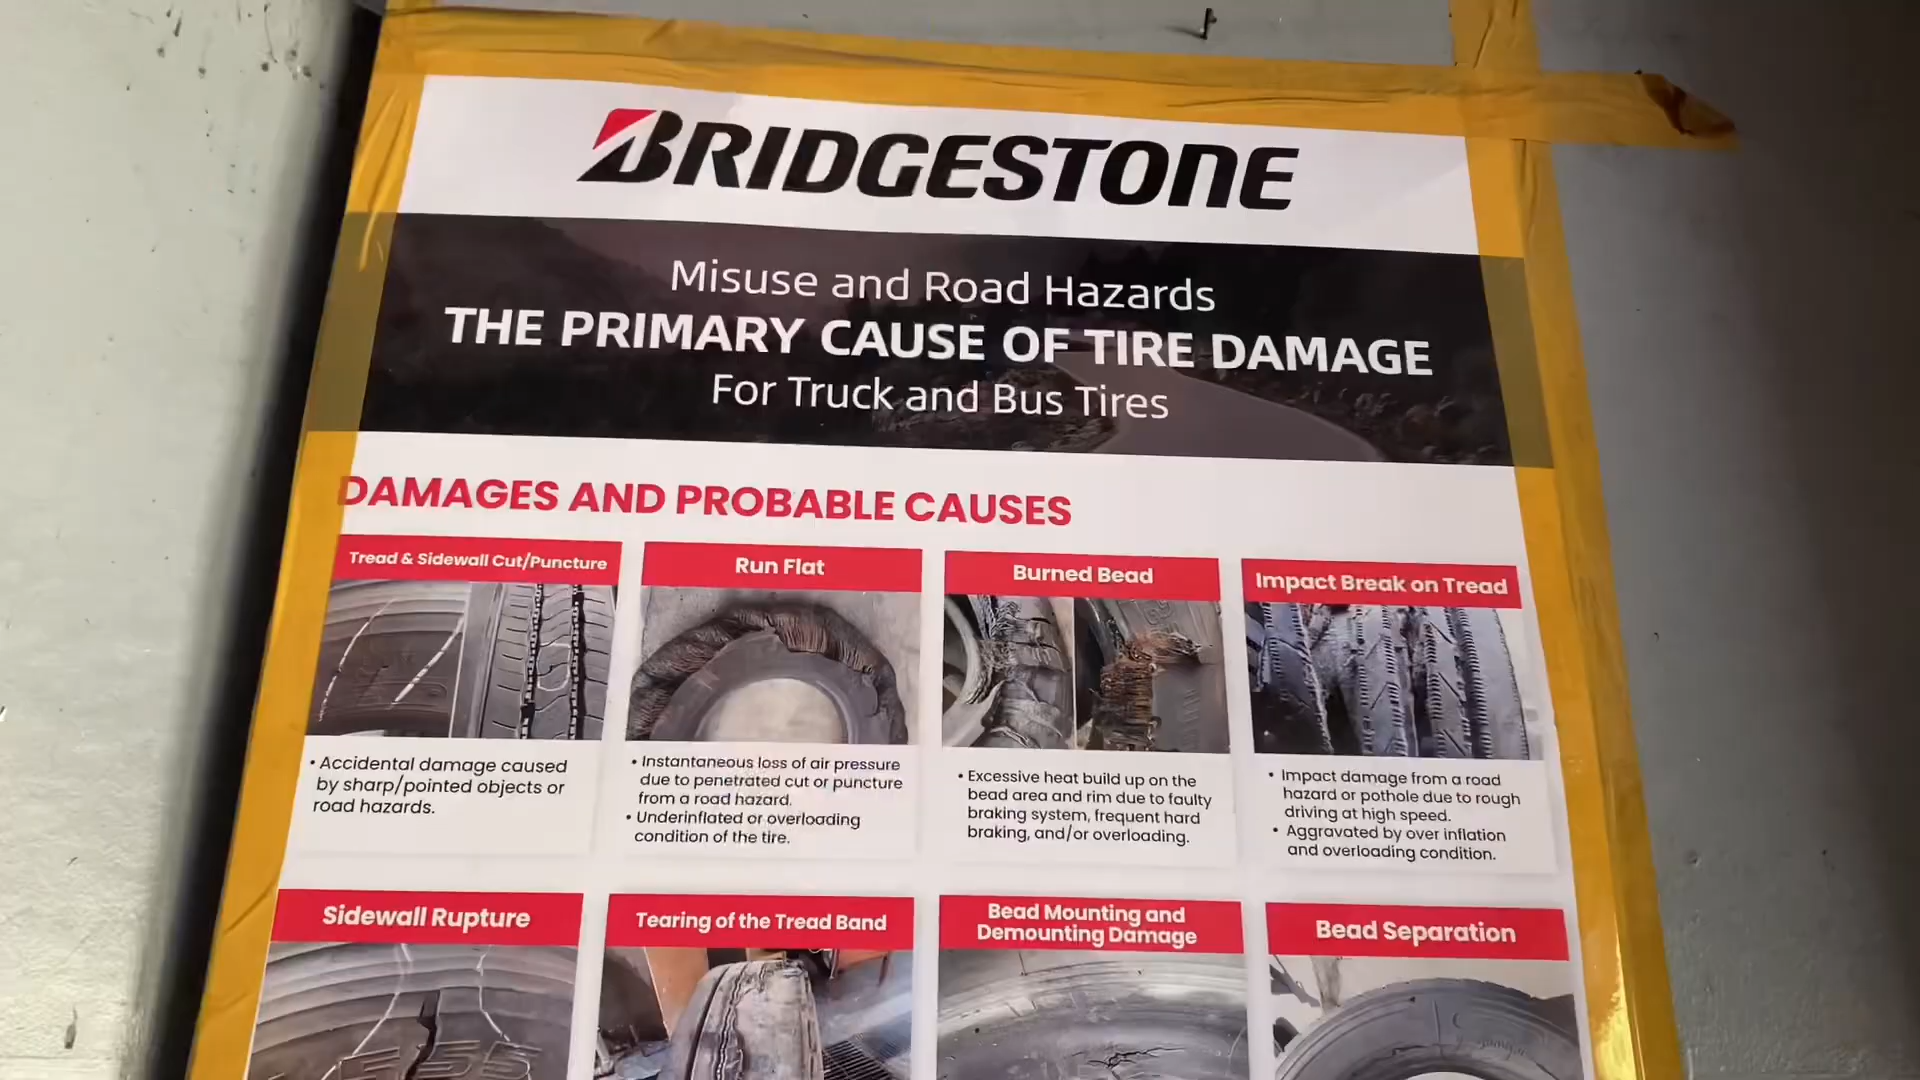 BRIDGESTONE
Misuse and Road Hazards
THE PRIMARY CAUSE OF TIRE DAMAGE
For Truck and Bus Tires
DAMAGES AND PROBABLE CAUSES
Tread & Sidewall Cut/Puncture
• Accidental damage caused
by sharp/pointed objects or
road hazards.
Run Flat
• Instantaneous loss of air pressure
due to penetrated cut or puncture
from a road hazard.
• Underinflated or overloading
condition of the tire.
Burned Bead
• Excessive heat build up on the
bead area and rim due to faulty
braking system, frequent hard
braking, and/or overloading.
Impact Break on Tread
• Impact damage from a road
hazard or pothole due to rough
driving at high speed.
• Aggravated by over inflation
and overloading condition.
Sidewall Rupture
Tearing of the Tread Band
Bead Mounting and
Demounting Damage
Bead Separation